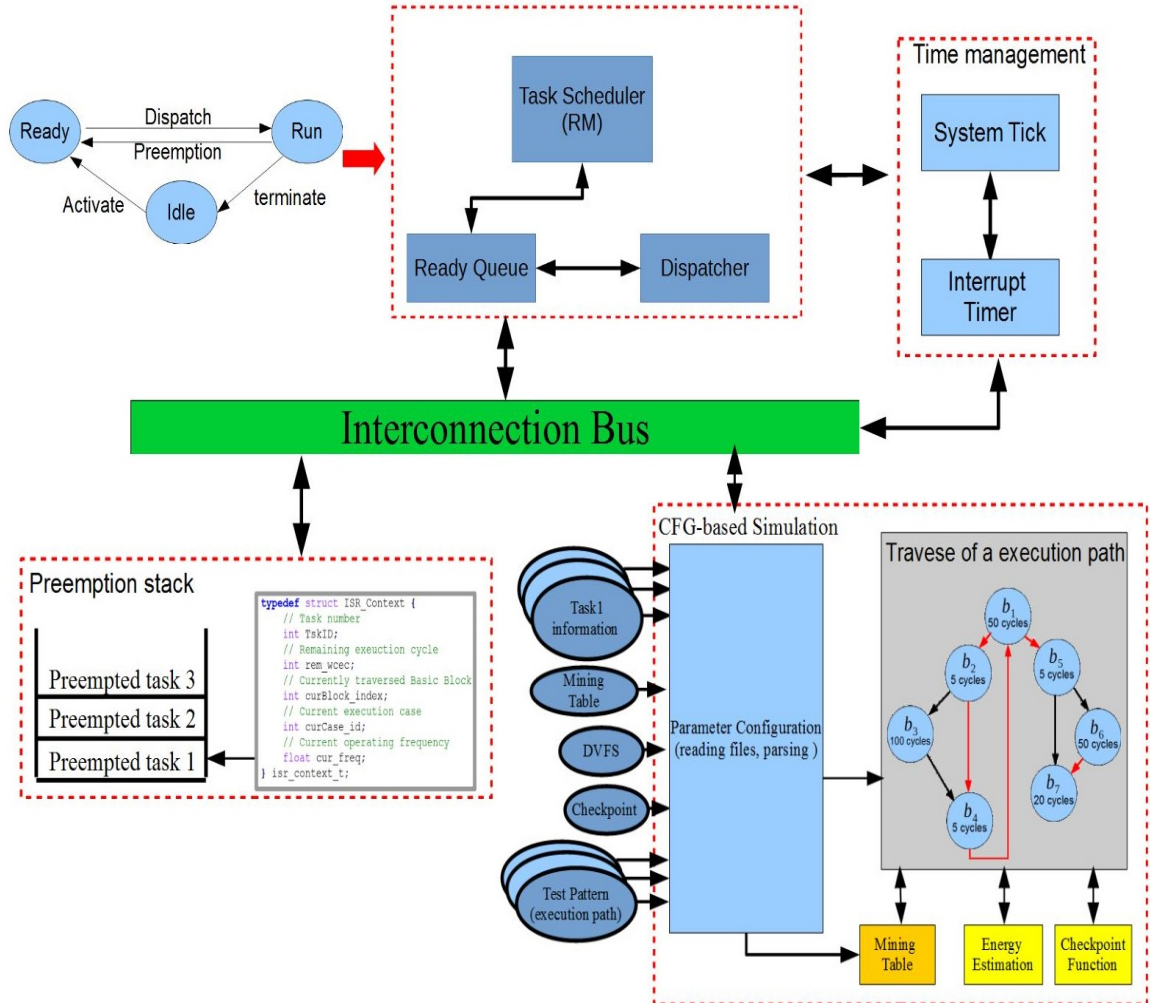 Ready
Dispatch
Preemption
Run
Activate
Idle
terminate
Task Scheduler
(RM)
Ready Queue
Dispatcher
Time management
System Tick
Interrupt
Timer
Interconnection Bus
Preemption stack
Preempted task 3
Preempted task 2
Preempted task 1
typedef struct ISR_Context {
// Task number
int TskID;
// Remaining exeuction cycle
int rem_wcec;
// Currently traversed Basic Block
int curBlock_index;
// Current execution case
int curCase_id;
// Current operating frequency
float cur_freq;
} isr_context_t;
CFG-based Simulation
Task1
information
Mining
Table
DVFS
Checkpoint
Test Pattern
(execution path)
Parameter Configuration
(reading files, parsing )
Travese of a execution path
b1
50 cycles
b2
5 cycles
b5
5 cycles
b3
100 cycles
b6
50 cycles
b7
20 cycles
b4
5 cycles
Mining
Table
Energy
Estimation
Checkpoint
Function